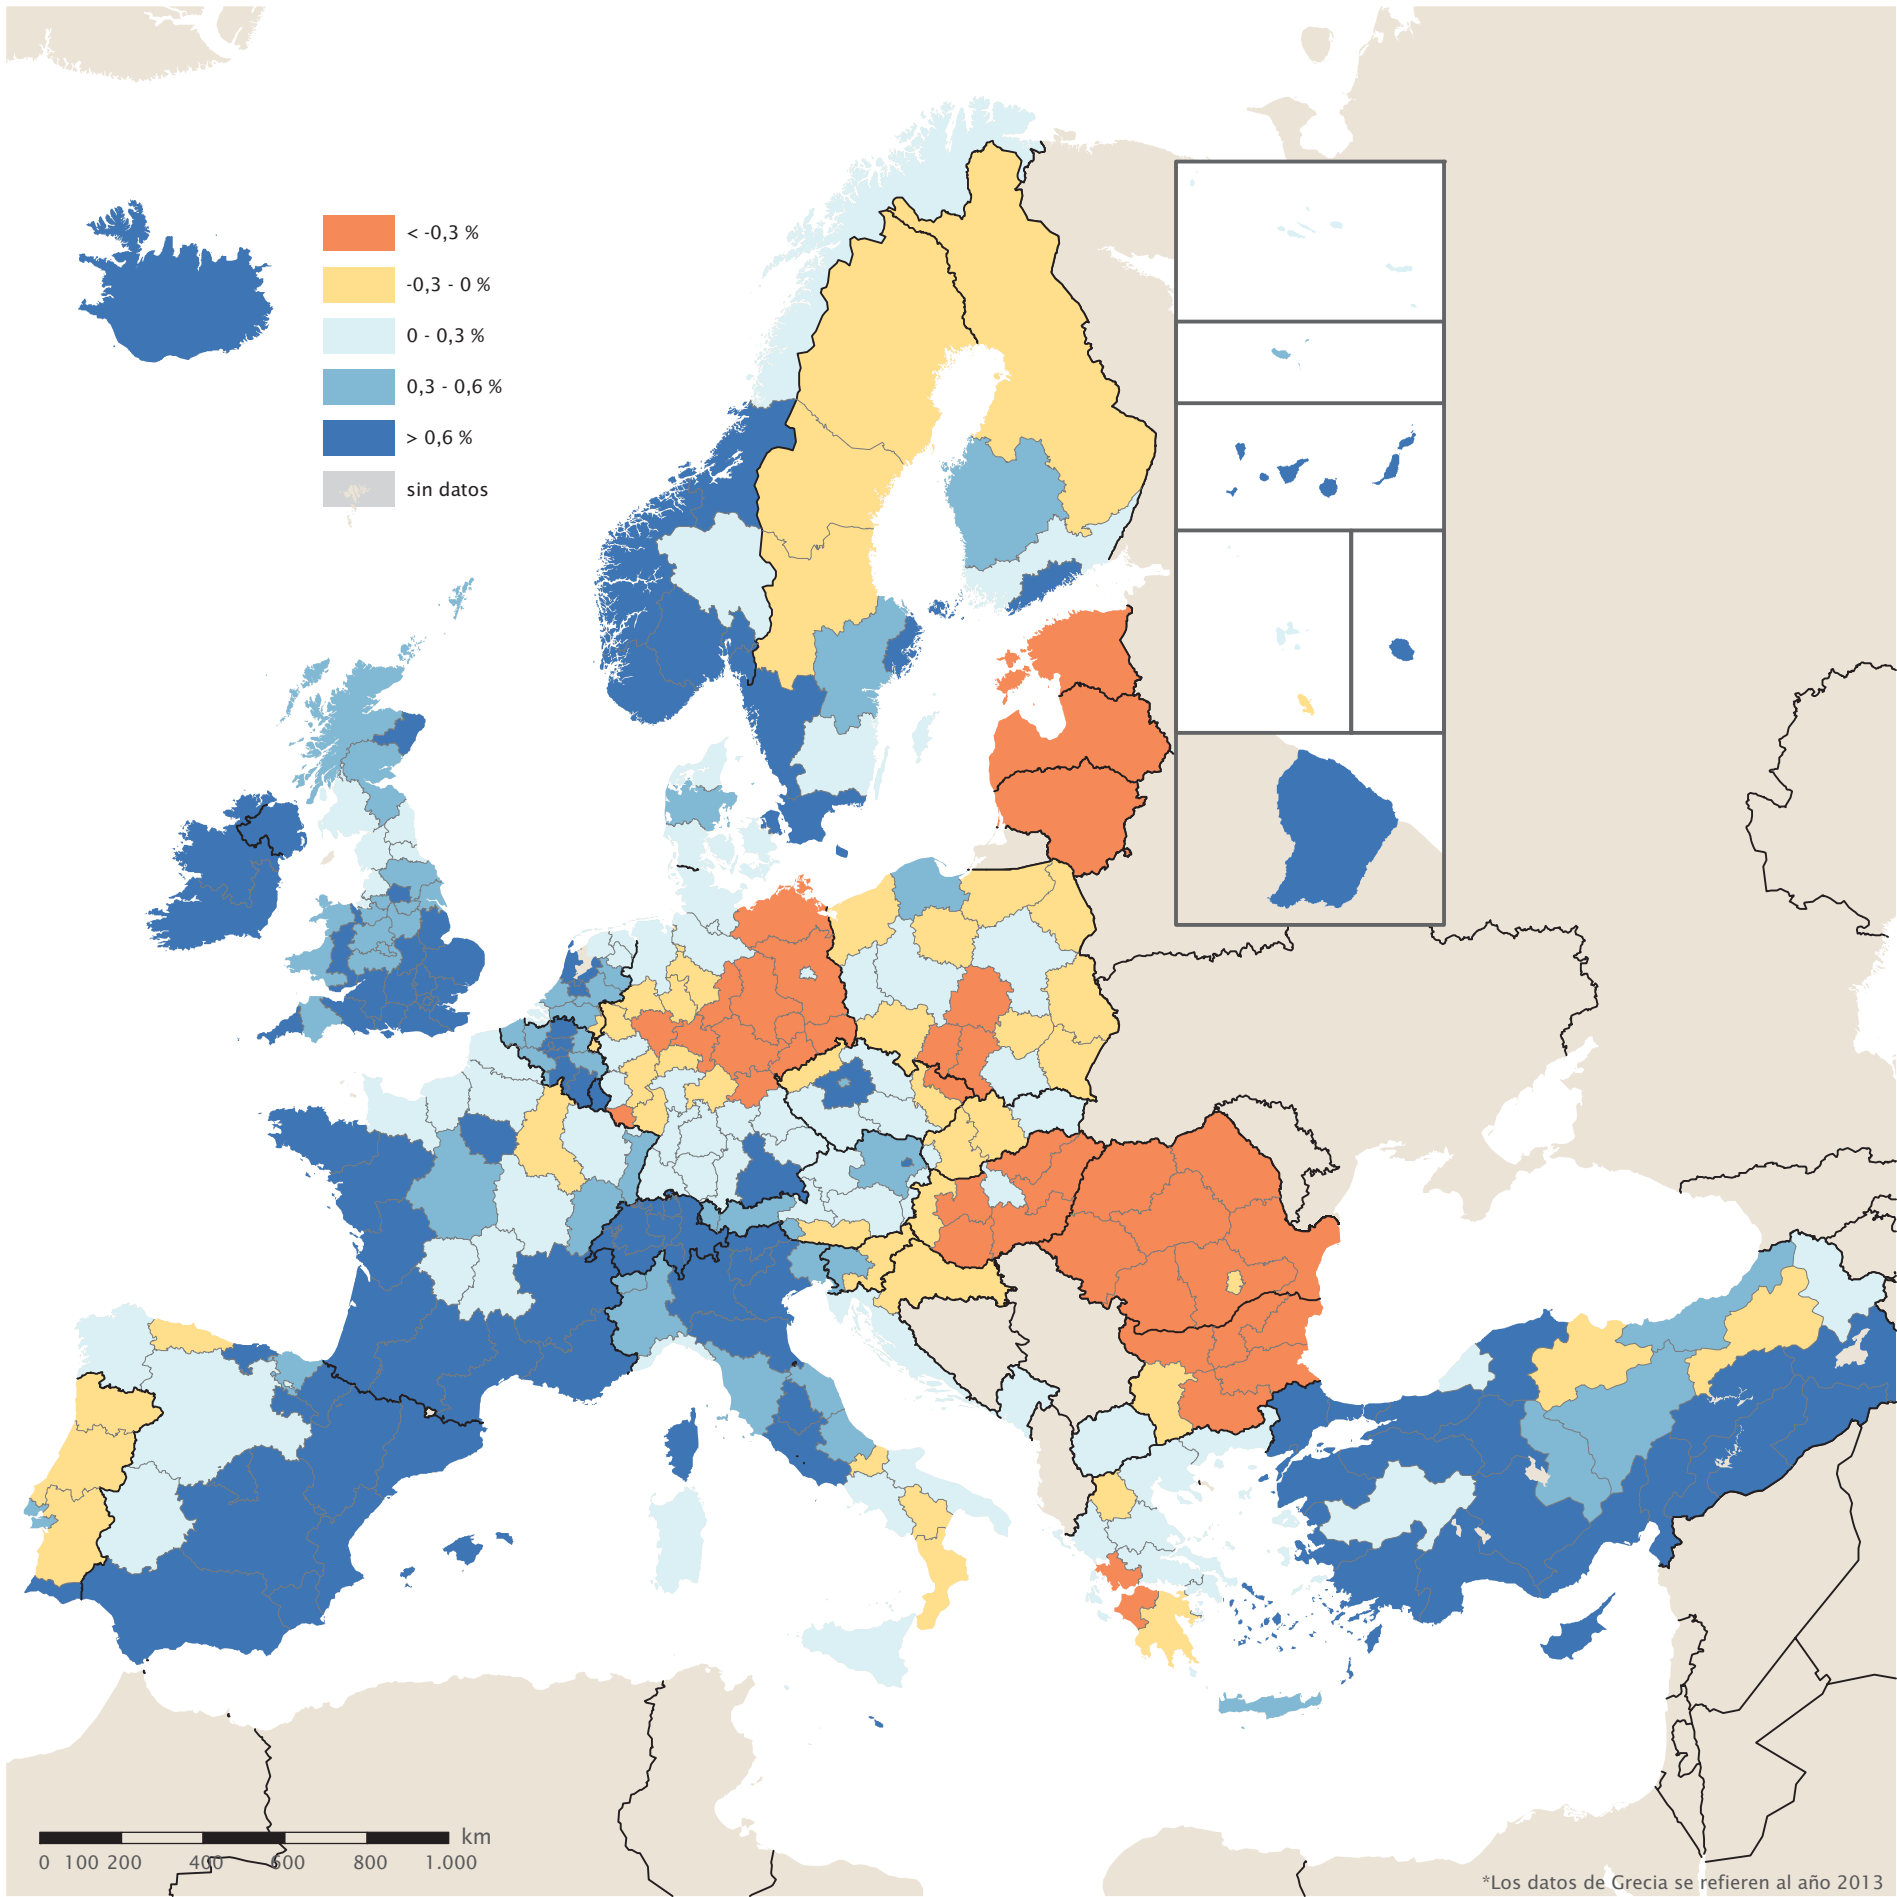 < -0,3 %
-0,3 - 0 %
0 - 0,3 %
0,3 - 0,6 %
> 0,6 %
sin datos
km
0 100 200 400 600 800 1.000
*Los datos de Grecia se refieren al año 2013